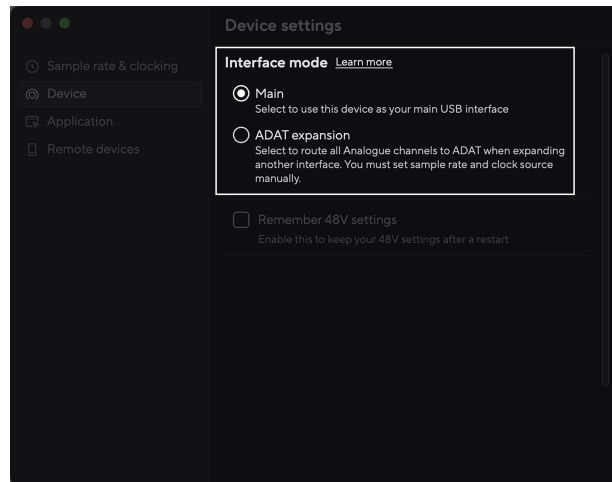 Device settings
Sample rate & clocking
Device
Application
Remote devices
Interface mode Learn more
Main
Select to use this device as your main USB interface
ADAT expansion
Select to route all Analogue channels to ADAT when expanding
another interface. You must set sample rate and clock source
manually.
Remember 48V settings
Enable this to keep your 48V settings after a restart